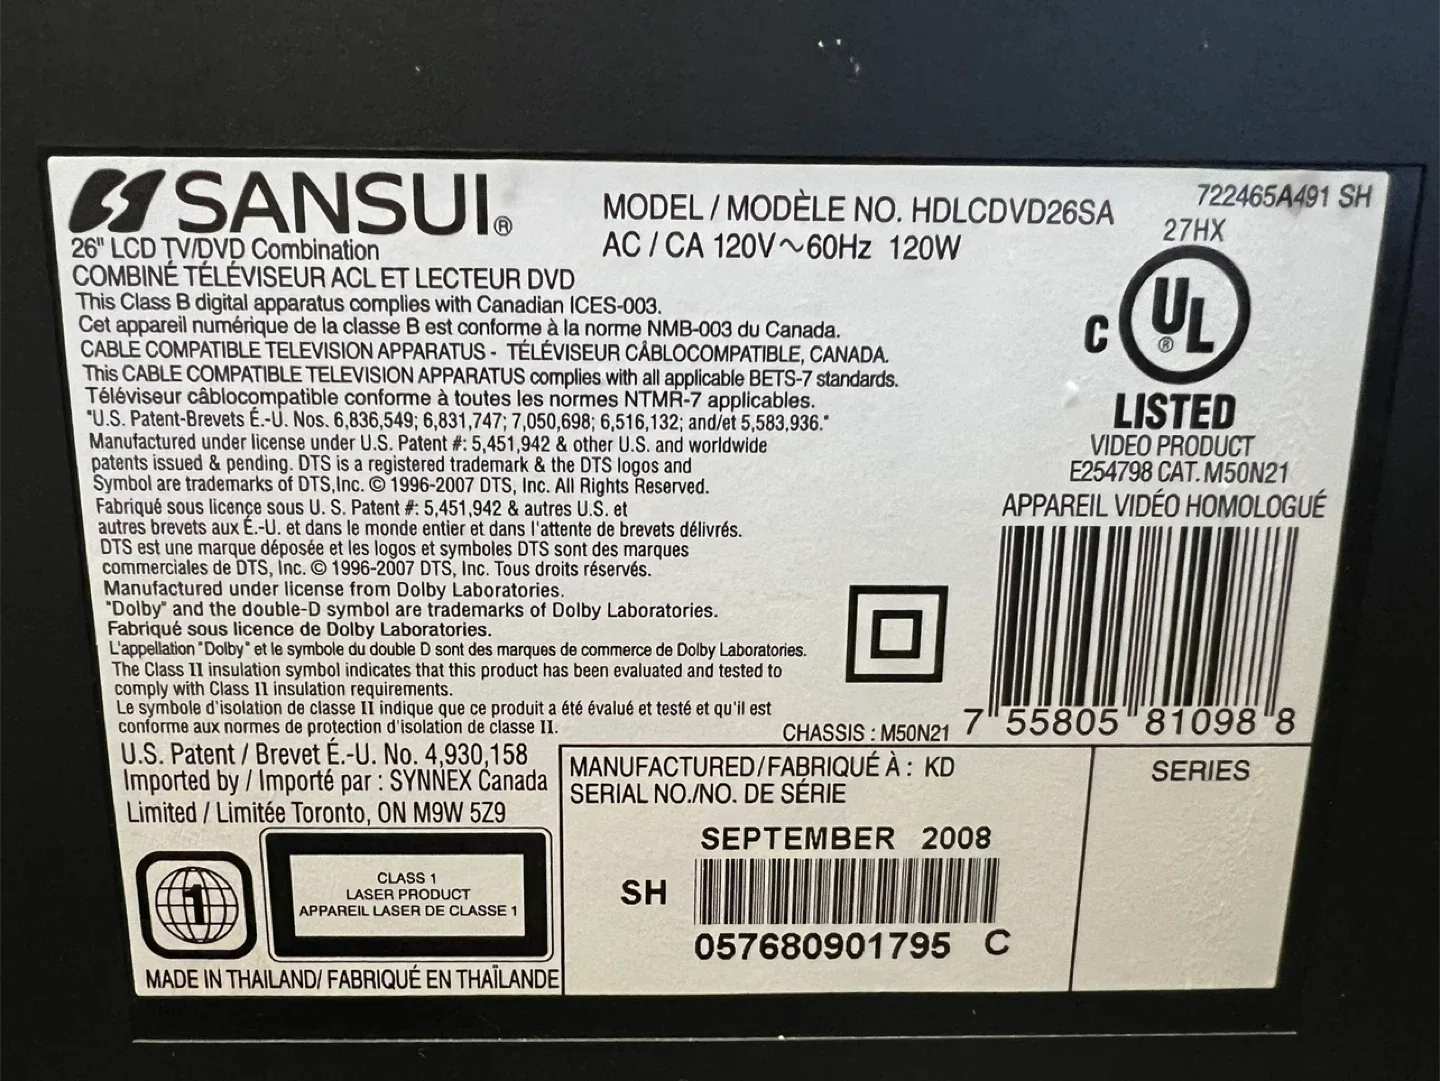 SANSUI®
26" LCD TV/DVD Combination
COMBINÉ TÉLÉVISEUR ACL ET LECTEUR DVD
This Class B digital apparatus complies with Canadian ICES-003.
Cet appareil numérique de la classe B est conforme à la norme NMB-003 du Canada.
CABLE COMPATIBLE TELEVISION APPARATUS - TÉLÉVISEUR CÂBLOCOMPATIBLE, CANADA.
This CABLE COMPATIBLE TELEVISION APPARATUS complies with all applicable BETS-7 standards.
Téléviseur câblocompatible conforme à toutes les normes NTMR-7 applicables.
"U.S. Patent-Brevets É.-U. Nos. 6,836,549; 6,831,747; 7,050,698; 6,516,132; and/et 5,583,936."
Manufactured under license under U.S. Patent #: 5,451,942 & other U.S. and worldwide
patents issued & pending. DTS is a registered trademark & the DTS logos and
Symbol are trademarks of DTS,Inc. © 1996-2007 DTS, Inc. All Rights Reserved.
Fabriqué sous licence sous U. S. Patent #: 5,451,942 & autres U.S. et
autres brevets aux É.-U. et dans le monde entier et dans l'attente de brevets délivrés.
DTS est une marque déposée et les logos et symboles DTS sont des marques
commerciales de DTS, Inc. © 1996-2007 DTS, Inc. Tous droits réservés.
Manufactured under license from Dolby Laboratories.
"Dolby" and the double-D symbol are trademarks of Dolby Laboratories.
Fabriqué sous licence de Dolby Laboratories.
L'appellation "Dolby" et le symbole du double D sont des marques de commerce de Dolby Laboratories.
The Class II insulation symbol indicates that this product has been evaluated and tested to
comply with Class II insulation requirements.
Le symbole d'isolation de classe II indique que ce produit a été évalué et testé et qu'il est
conforme aux normes de protection d'isolation de classe II.
U.S. Patent / Brevet É.-U. No. 4,930,158
Imported by / Importé par : SYNNEX Canada
Limited / Limitée Toronto, ON M9W 5Z9
1
CLASS 1
LASER PRODUCT
APPAREIL LASER DE CLASSE 1
MADE IN THAILAND/ FABRIQUÉ EN THAÏLANDE
MODEL / MODÈLE NO. HDLCDVD26SA
AC / CA 120V~60Hz 120W
722465A491 SH
27HX
C UL ®
LISTED
VIDEO PRODUCT
E254798 CAT. M50N21
APPAREIL VIDÉO HOMOLOGUÉ
7 55805 81098 8
CHASSIS : M50N21
MANUFACTURED/FABRIQUÉ À : KD
SERIAL NO./NO. DE SÉRIE
SEPTEMBER 2008
SH
057680901795 C
SERIES